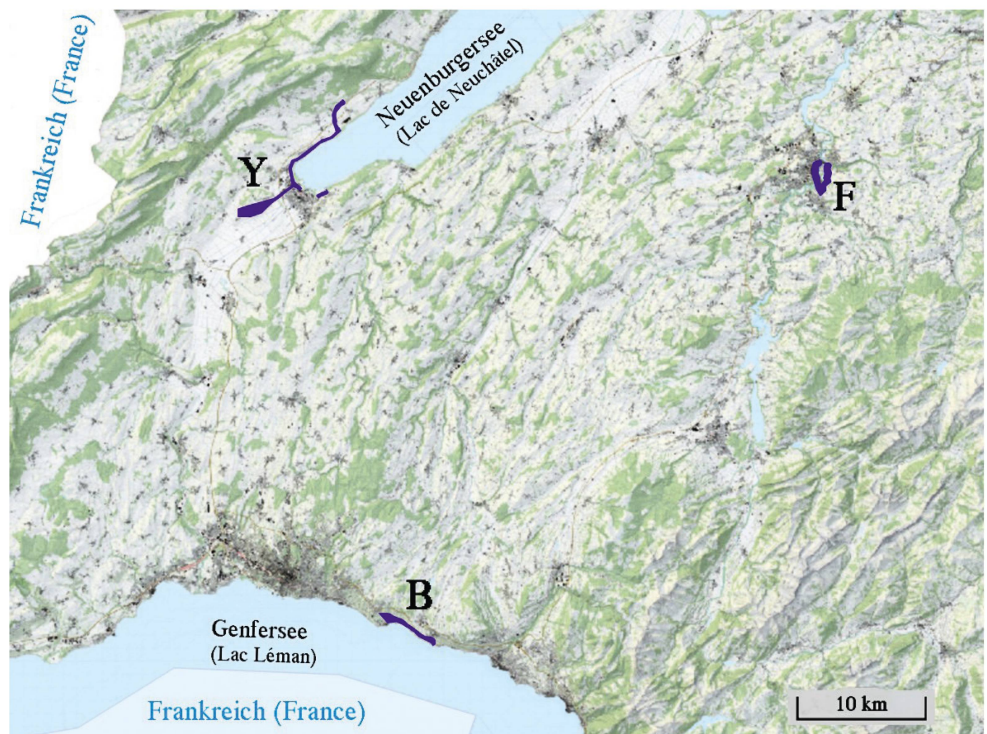 Frankreich (France)
Neuenburgersee
(Lac de Neuchâtel)
Y
F
B
Genfersee
(Lac Léman)
Frankreich (France)
10 km